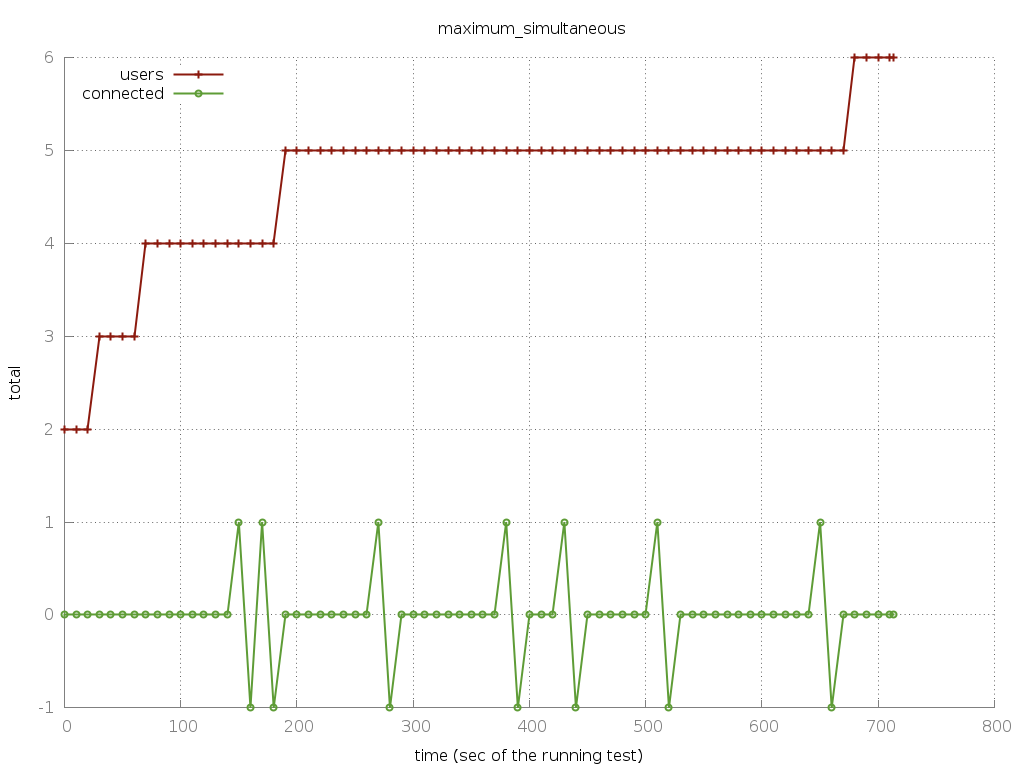 maximum_simultaneous
users
connected
6
5
4
3
2
1
0
-1
total
0 100 200 300 400 500 600 700 800
time (sec of the running test)